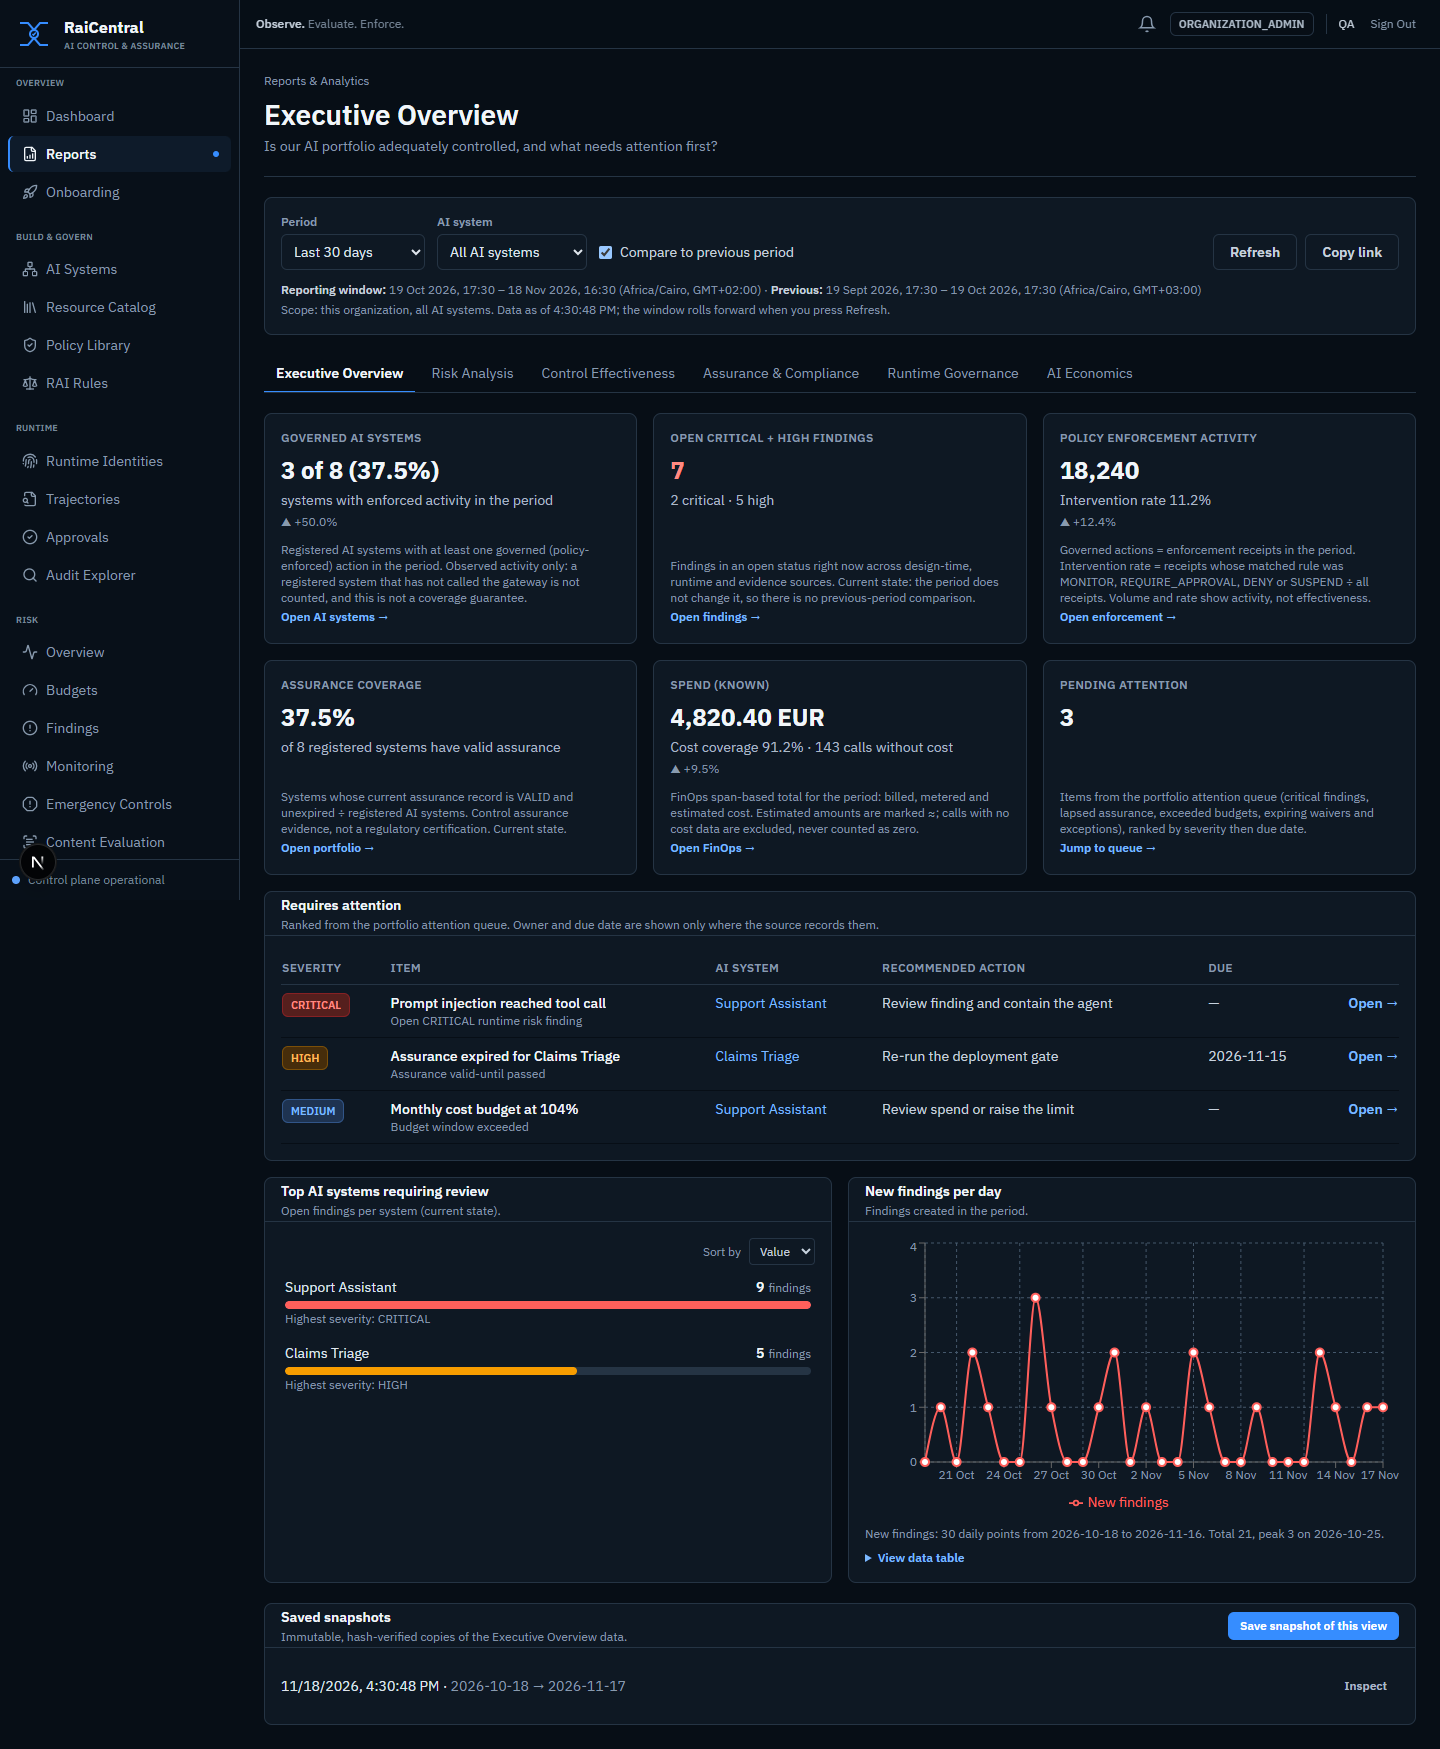 RaiCentral
AI CONTROL & ASSURANCE
OVERVIEW
Dashboard
Reports
Onboarding
BUILD & GOVERN
AI Systems
Resource Catalog
Policy Library
RAI Rules
RUNTIME
Runtime Identities
Trajectories
Approvals
Audit Explorer
RISK
Overview
Budgets
Findings
Monitoring
Emergency Controls
Content Evaluation
N
Control plane operational
Observe. Evaluate. Enforce.
ORGANIZATION_ADMIN
QA
Sign Out
Reports & Analytics
Executive Overview
Is our AI portfolio adequately controlled, and what needs attention first?
Period
AI system
Last 30 days
All AI systems
Compare to previous period
Refresh
Copy link
Reporting window: 19 Oct 2026, 17:30 – 18 Nov 2026, 16:30 (Africa/Cairo, GMT+02:00) · Previous: 19 Sept 2026, 17:30 – 19 Oct 2026, 17:30 (Africa/Cairo, GMT+03:00)
Scope: this organization, all AI systems. Data as of 4:30:48 PM; the window rolls forward when you press Refresh.
Executive Overview
Risk Analysis
Control Effectiveness
Assurance & Compliance
Runtime Governance
AI Economics
GOVERNED AI SYSTEMS
3 of 8 (37.5%)
systems with enforced activity in the period
▲ +50.0%
Registered AI systems with at least one governed (policy-
enforced) action in the period. Observed activity only: a
registered system that has not called the gateway is not
counted, and this is not a coverage guarantee.
Open AI systems →
OPEN CRITICAL + HIGH FINDINGS
7
2 critical · 5 high
Findings in an open status right now across design-time,
runtime and evidence sources. Current state: the period does
not change it, so there is no previous-period comparison.
Open findings →
POLICY ENFORCEMENT ACTIVITY
18,240
Intervention rate 11.2%
▲ +12.4%
Governed actions = enforcement receipts in the period.
Intervention rate = receipts whose matched rule was
MONITOR, REQUIRE_APPROVAL, DENY or SUSPEND ÷ all
receipts. Volume and rate show activity, not effectiveness.
Open enforcement →
ASSURANCE COVERAGE
37.5%
of 8 registered systems have valid assurance
Systems whose current assurance record is VALID and
unexpired ÷ registered AI systems. Control assurance
evidence, not a regulatory certification. Current state.
Open portfolio →
SPEND (KNOWN)
4,820.40 EUR
Cost coverage 91.2% · 143 calls without cost
▲ +9.5%
FinOps span-based total for the period: billed, metered and
estimated cost. Estimated amounts are marked ≈; calls with no
cost data are excluded, never counted as zero.
Open FinOps →
PENDING ATTENTION
3
Items from the portfolio attention queue (critical findings,
lapsed assurance, exceeded budgets, expiring waivers and
exceptions), ranked by severity then due date.
Jump to queue →
Requires attention
Ranked from the portfolio attention queue. Owner and due date are shown only where the source records them.
SEVERITY
ITEM
AI SYSTEM
RECOMMENDED ACTION
DUE
CRITICAL
Prompt injection reached tool call
Open CRITICAL runtime risk finding
Support Assistant
Review finding and contain the agent
—
Open →
HIGH
Assurance expired for Claims Triage
Assurance valid-until passed
Claims Triage
Re-run the deployment gate
2026-11-15
Open →
MEDIUM
Monthly cost budget at 104%
Budget window exceeded
Support Assistant
Review spend or raise the limit
—
Open →
Top AI systems requiring review
Open findings per system (current state).
Sort by
Value
Support Assistant
9 findings
Highest severity: CRITICAL
Claims Triage
5 findings
Highest severity: HIGH
New findings per day
Findings created in the period.
4
3
2
1
0
21 Oct
24 Oct
27 Oct
30 Oct
2 Nov
5 Nov
8 Nov
11 Nov
14 Nov
17 Nov
New findings
New findings: 30 daily points from 2026-10-18 to 2026-11-16. Total 21, peak 3 on 2026-10-25.
▶ View data table
Saved snapshots
Immutable, hash-verified copies of the Executive Overview data.
Save snapshot of this view
11/18/2026, 4:30:48 PM · 2026-10-18 → 2026-11-17
Inspect